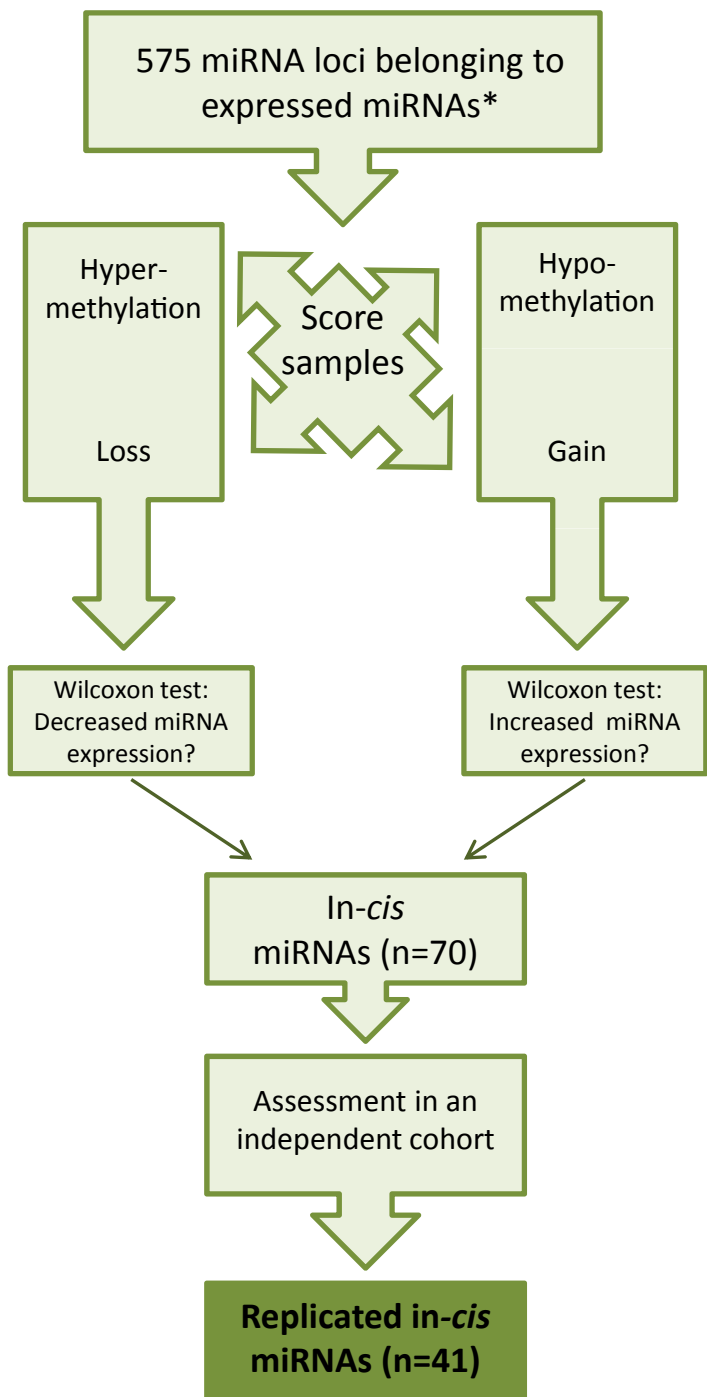 575 miRNA loci belonging to
expressed miRNAs*
Hyper-
methylation
Loss
Score
samples
Hypo-
methylation
Gain
Wilcoxon test:
Decreased miRNA
expression?
Wilcoxon test:
Increased miRNA
expression?
In-cis
miRNAs (n=70)
Assessment in an
independent cohort
Replicated in-cis
miRNAs (n=41)